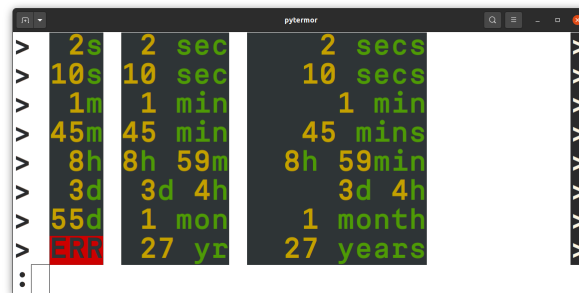 pytermor
> 2s 2 sec 2 secs >
> 10s 10 sec 10 secs >
> 1m 1 min 1 min >
> 45m 45 min 45 mins >
> 8h 8h 59m 8h 59min >
> 3d 3d 4h 3d 4h >
> 55d 1 mon 1 month >
> ERR 27 yr 27 years >
: